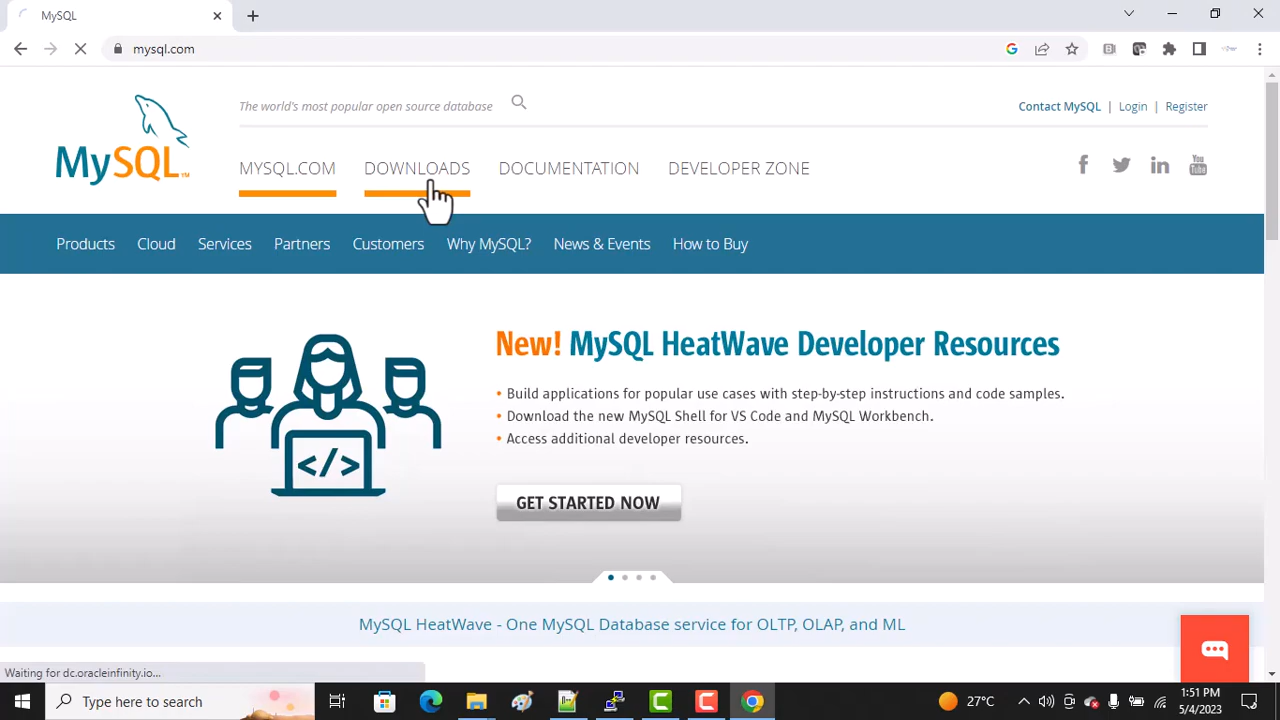 MySQL
mysql.com
The world's most popular open source database
Contact MySQL | Login | Register
MySQL™
MYSQL.COM DOWNLOADS DOCUMENTATION DEVELOPER ZONE
You Tube
Products Cloud Services Partners Customers Why MySQL? News & Events How to Buy
New! MySQL HeatWave Developer Resources
• Build applications for popular use cases with step-by-step instructions and code samples.
• Download the new MySQL Shell for VS Code and MySQL Workbench.
• Access additional developer resources.
</>
GET STARTED NOW
MySQL HeatWave - One MySQL Database service for OLTP, OLAP, and ML
Waiting for dc.oracleinfinity.io...
Type here to search
27°C
1:51 PM
5/4/2023